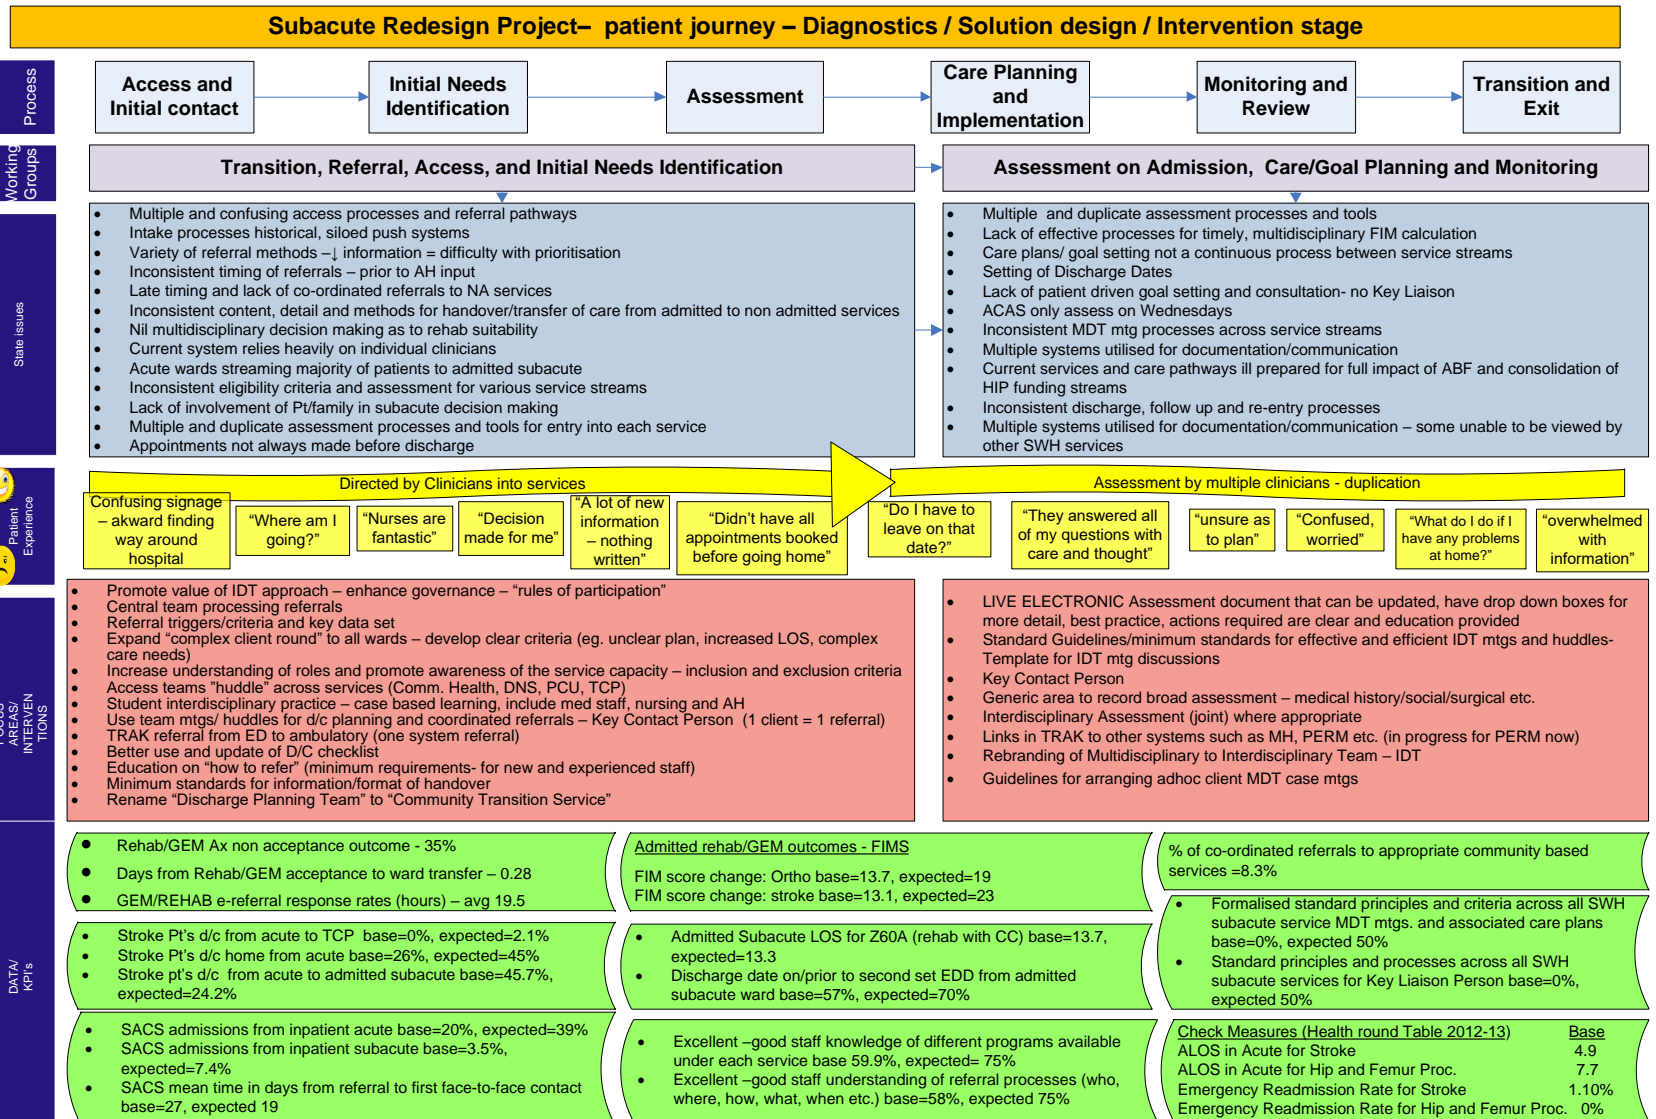 Subacute Redesign Project–  patient journey – Diagnostics / Solution design / Intervention stage
Process
Access and
Initial contact
Initial Needs
Identification
Assessment
Care Planning
and
Implementation
Monitoring and
Review
Transition and
Exit
Working
Groups
Transition, Referral, Access, and Initial Needs Identification
Assessment on Admission,  Care/Goal Planning and Monitoring
State issues
• Multiple and confusing access processes and referral pathways
• Intake processes historical, siloed push systems
• Variety of referral methods –↓ information = difficulty with prioritisation
• Inconsistent timing of referrals – prior to AH input
• Late timing and lack of co-ordinated referrals to NA services
• Inconsistent content, detail and methods for handover/transfer of care from admitted to non admitted services
• Nil multidisciplinary decision making as to rehab suitability
• Current system relies heavily on individual clinicians
• Acute wards streaming majority of patients to admitted subacute
• Inconsistent eligibility criteria and assessment for various service streams
• Lack of involvement of Pt/family in subacute decision making
• Multiple and duplicate assessment processes and tools for entry into each service
• Appointments not always made before discharge
• Multiple  and duplicate assessment processes and tools
• Lack of effective processes for timely, multidisciplinary FIM calculation
• Care plans/ goal setting not a continuous process between service streams
• Setting of Discharge Dates
• Lack of patient driven goal setting and consultation- no Key Liaison
• ACAS only assess on Wednesdays
• Inconsistent MDT mtg processes across service streams
• Multiple systems utilised for documentation/communication
• Current services and care pathways ill prepared for full impact of ABF and consolidation of
HIP funding streams
• Inconsistent discharge, follow up and re-entry processes
• Multiple systems utilised for documentation/communication – some unable to be viewed by
other SWH services
Patient
Experience
Directed by Clinicians into services
Assessment by multiple clinicians - duplication
Confusing signage
– akward finding
way around
hospital
“Where am I
going?”
“Nurses are
fantastic”
“Decision
made for me”
“A lot of new
information
– nothing
written”
“Didn’t have all
appointments booked
before going home”
“Do I have to
leave on that
date?”
“They answered all
of my questions with
care and thought”
“unsure as
to plan”
“Confused,
worried”
“What do I do if I
have any problems
at home?”
“overwhelmed
with
information”
AREAS/
INTERVEN
TIONS
• Promote value of IDT approach – enhance governance – “rules of participation”
• Central team processing referrals
• Referral triggers/criteria and key data set
• Expand “complex client round” to all wards – develop clear criteria (eg. unclear plan, increased LOS, complex
care needs)
• Increase understanding of roles and promote awareness of the service capacity – inclusion and exclusion criteria
• Access teams ”huddle” across services (Comm. Health, DNS, PCU, TCP)
• Student interdisciplinary practice – case based learning, include med staff, nursing and AH
• Use team mtgs/ huddles for d/c planning and coordinated referrals – Key Contact Person  (1 client = 1 referral)
• TRAK referral from ED to ambulatory (one system referral)
• Better use and update of D/C checklist
• Education on “how to refer” (minimum requirements- for new and experienced staff)
• Minimum standards for information/format of handover
• Rename “Discharge Planning Team” to “Community Transition Service”
• LIVE ELECTRONIC Assessment document that can be updated, have drop down boxes for
more detail, best practice, actions required are clear and education provided
• Standard Guidelines/minimum standards for effective and efficient IDT mtgs and huddles-
Template for IDT mtg discussions
• Key Contact Person
• Generic area to record broad assessment – medical history/social/surgical etc.
• Interdisciplinary Assessment (joint) where appropriate
• Links in TRAK to other systems such as MH, PERM etc. (in progress for PERM now)
• Rebranding of Multidisciplinary to Interdisciplinary Team – IDT
• Guidelines for arranging adhoc client MDT case mtgs
DATA/
KPI’s
• Rehab/GEM Ax non acceptance outcome - 35%
• Days from Rehab/GEM acceptance to ward transfer – 0.28
• GEM/REHAB e-referral response rates (hours) – avg 19.5
• Stroke Pt’s d/c from acute to TCP  base=0%, expected=2.1%
• Stroke Pt’s d/c home from acute base=26%, expected=45%
• Stroke pt’s d/c  from acute to admitted subacute base=45.7%,
expected=24.2%
• SACS admissions from inpatient acute base=20%, expected=39%
• SACS admissions from inpatient subacute base=3.5%,
expected=7.4%
• SACS mean time in days from referral to first face-to-face contact
base=27, expected 19
Admitted rehab/GEM outcomes - FIMS
FIM score change: Ortho base=13.7, expected=19
FIM score change: stroke base=13.1, expected=23
• Admitted Subacute LOS for Z60A (rehab with CC) base=13.7,
expected=13.3
• Discharge date on/prior to second set EDD from admitted
subacute ward base=57%, expected=70%
• Excellent –good staff knowledge of different programs available
under each service base 59.9%, expected= 75%
• Excellent –good staff understanding of referral processes (who,
where, how, what, when etc.) base=58%, expected 75%
% of co-ordinated referrals to appropriate community based
services =8.3%
• Formalised standard principles and criteria across all SWH
subacute service MDT mtgs. and associated care plans
base=0%, expected 50%
• Standard principles and processes across all SWH
subacute services for Key Liaison Person base=0%,
expected 50%
Check Measures (Health round Table 2012-13) Base
ALOS in Acute for Stroke 4.9
ALOS in Acute for Hip and Femur Proc. 7.7
Emergency Readmission Rate for Stroke 1.10%
Emergency Readmission Rate for Hip and Femur Proc. 0%